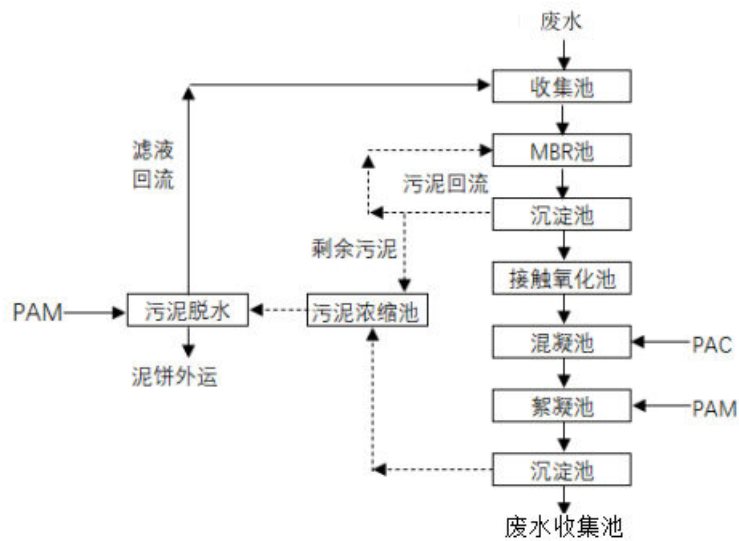 废水
收集池
滤液
回流
MBR池
污泥回流
沉淀池
剩余污泥
接触氧化池
PAM
污泥脱水
污泥浓缩池
混凝池
PAC
泥饼外运
絮凝池
PAM
沉淀池
废水收集池